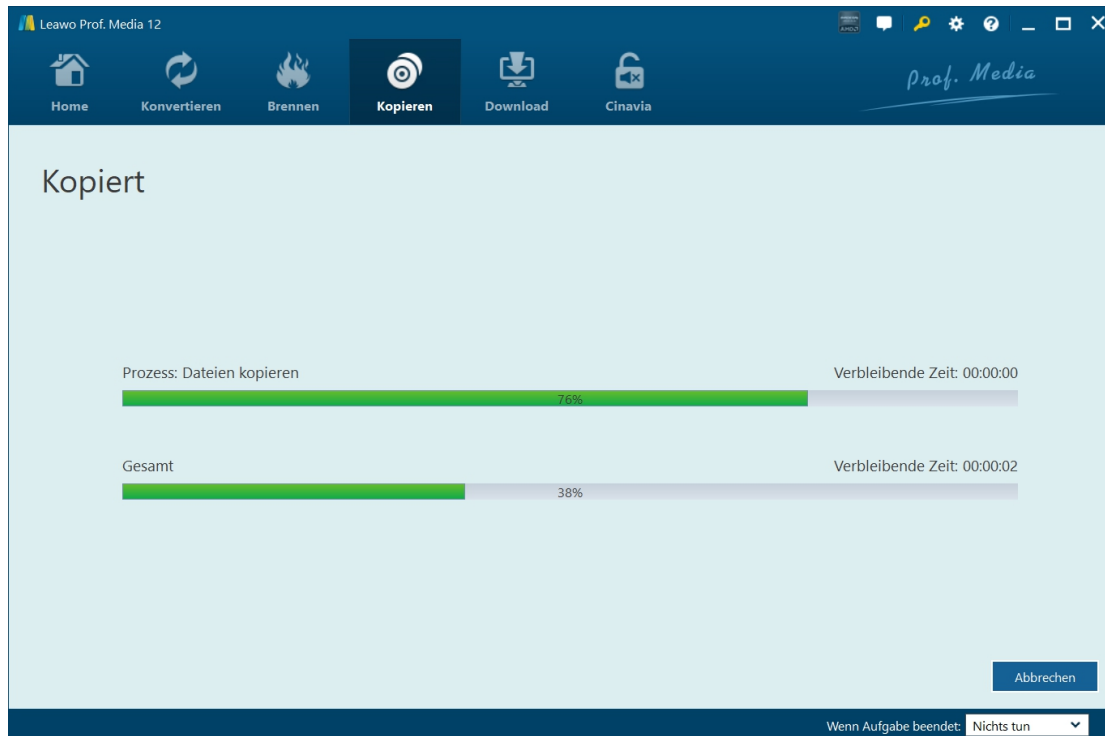 Leawo Prof. Media 12
Home Konvertieren Brennen Kopieren Download Cinavia
Prof. Media
Kopiert
Prozess: Dateien kopieren Verbleibende Zeit: 00:00:00
76%
Gesamt Verbleibende Zeit: 00:00:02
38%
Abbrechen
Wenn Aufgabe beendet: Nichts tun